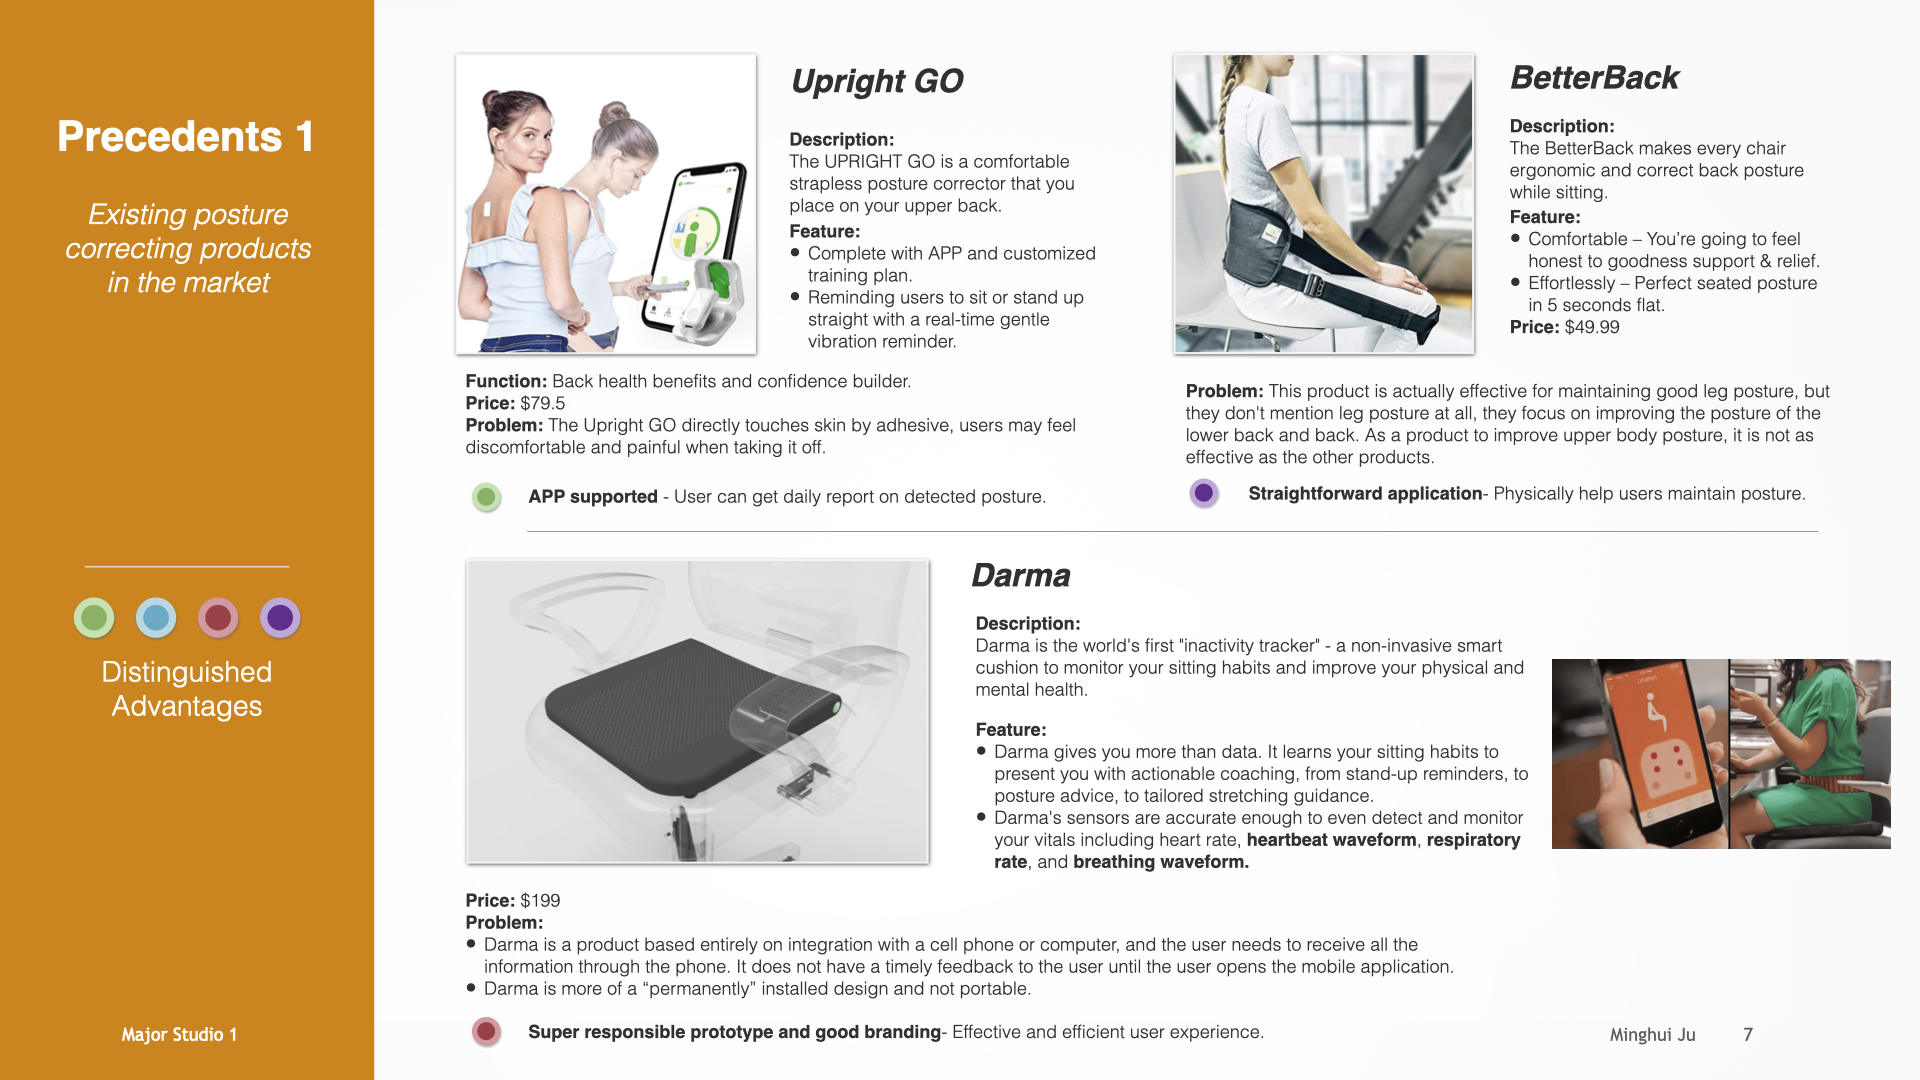 Precedents 1
Existing posture
correcting products
in the market
Distinguished
Advantages
Major Studio 1
Upright GO
Description:
The UPRIGHT GO is a comfortable
strapless posture corrector that you
place on your upper back.
Feature:
● Complete with APP and customized
training plan.
● Reminding users to sit or stand up
straight with a real-time gentle
vibration reminder.
Function: Back health benefits and confidence builder.
Price: $79.5
Problem: The Upright GO directly touches skin by adhesive, users may feel
discomfortable and painful when taking it off.
APP supported - User can get daily report on detected posture.
BetterBack
Description:
The BetterBack makes every chair
ergonomic and correct back posture
while sitting.
Feature:
● Comfortable – You’re going to feel
honest to goodness support & relief.
● Effortlessly – Perfect seated posture
in 5 seconds flat.
Price: $49.99
Problem: This product is actually effective for maintaining good leg posture, but
they don't mention leg posture at all, they focus on improving the posture of the
lower back and back. As a product to improve upper body posture, it is not as
effective as the other products.
Straightforward application- Physically help users maintain posture.
Darma
Description:
Darma is the world's first "inactivity tracker" - a non-invasive smart
cushion to monitor your sitting habits and improve your physical and
mental health.
Feature:
● Darma gives you more than data. It learns your sitting habits to
present you with actionable coaching, from stand-up reminders, to
posture advice, to tailored stretching guidance.
● Darma's sensors are accurate enough to even detect and monitor
your vitals including heart rate, heartbeat waveform, respiratory
rate, and breathing waveform.
Price: $199
Problem:
● Darma is a product based entirely on integration with a cell phone or computer, and the user needs to receive all the
information through the phone. It does not have a timely feedback to the user until the user opens the mobile application.
● Darma is more of a “permanently” installed design and not portable.
Super responsible prototype and good branding- Effective and efficient user experience.
Minghui Ju 7